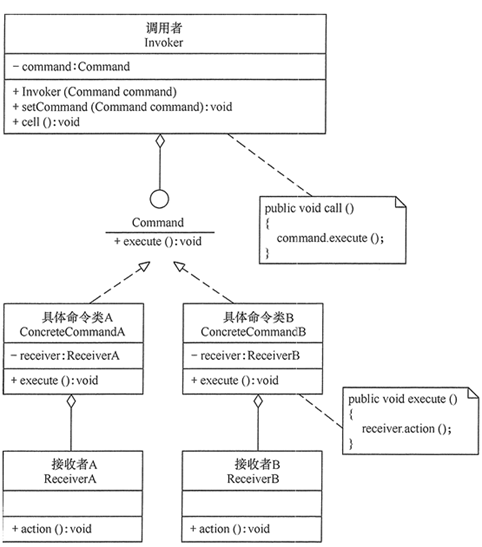 调用者
Invoker
- command:Command
+ Invoker (Command command)
+ setCommand (Command command):void
+ cell ():void
public void call ()
{
command.execute ();
}
Command
+ execute ():void
具体命令类A
ConcreteCommandA
- receiver:ReceiverA
+ execute ():void
具体命令类B
ConcreteCommandB
- receiver:ReceiverB
+ execute ():void
public void execute ()
{
receiver.action ();
}
接收者A
ReceiverA
+ action ():void
接收者B
ReceiverB
+ action ():void